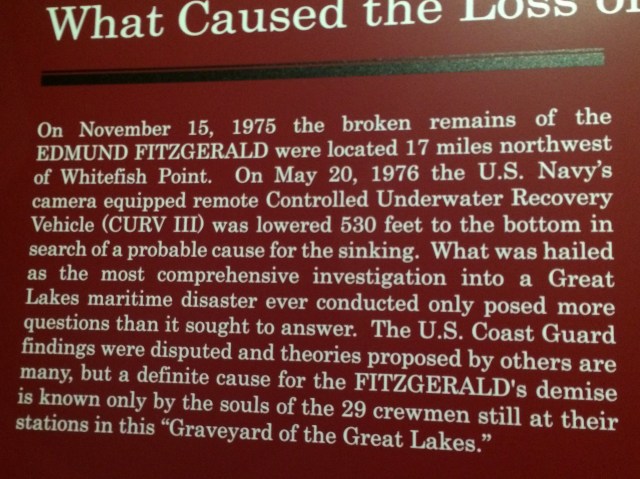 What Caused the Loss
On November 15, 1975 the broken remains of the
EDMUND FITZGERALD were located 17 miles northwest
of Whitefish Point. On May 20, 1976 the U.S. Navy's
camera equipped remote Controlled Underwater Recovery
Vehicle (CURV III) was lowered 530 feet to the bottom in
search of a probable cause for the sinking. What was hailed
as the most comprehensive investigation into a Great
Lakes maritime disaster ever conducted only posed more
questions than it sought to answer. The U.S. Coast Guard
findings were disputed and theories proposed by others are
many, but a definite cause for the FITZGERALD's demise
is known only by the souls of the 29 crewmen still at their
stations in this “Graveyard of the Great Lakes.”